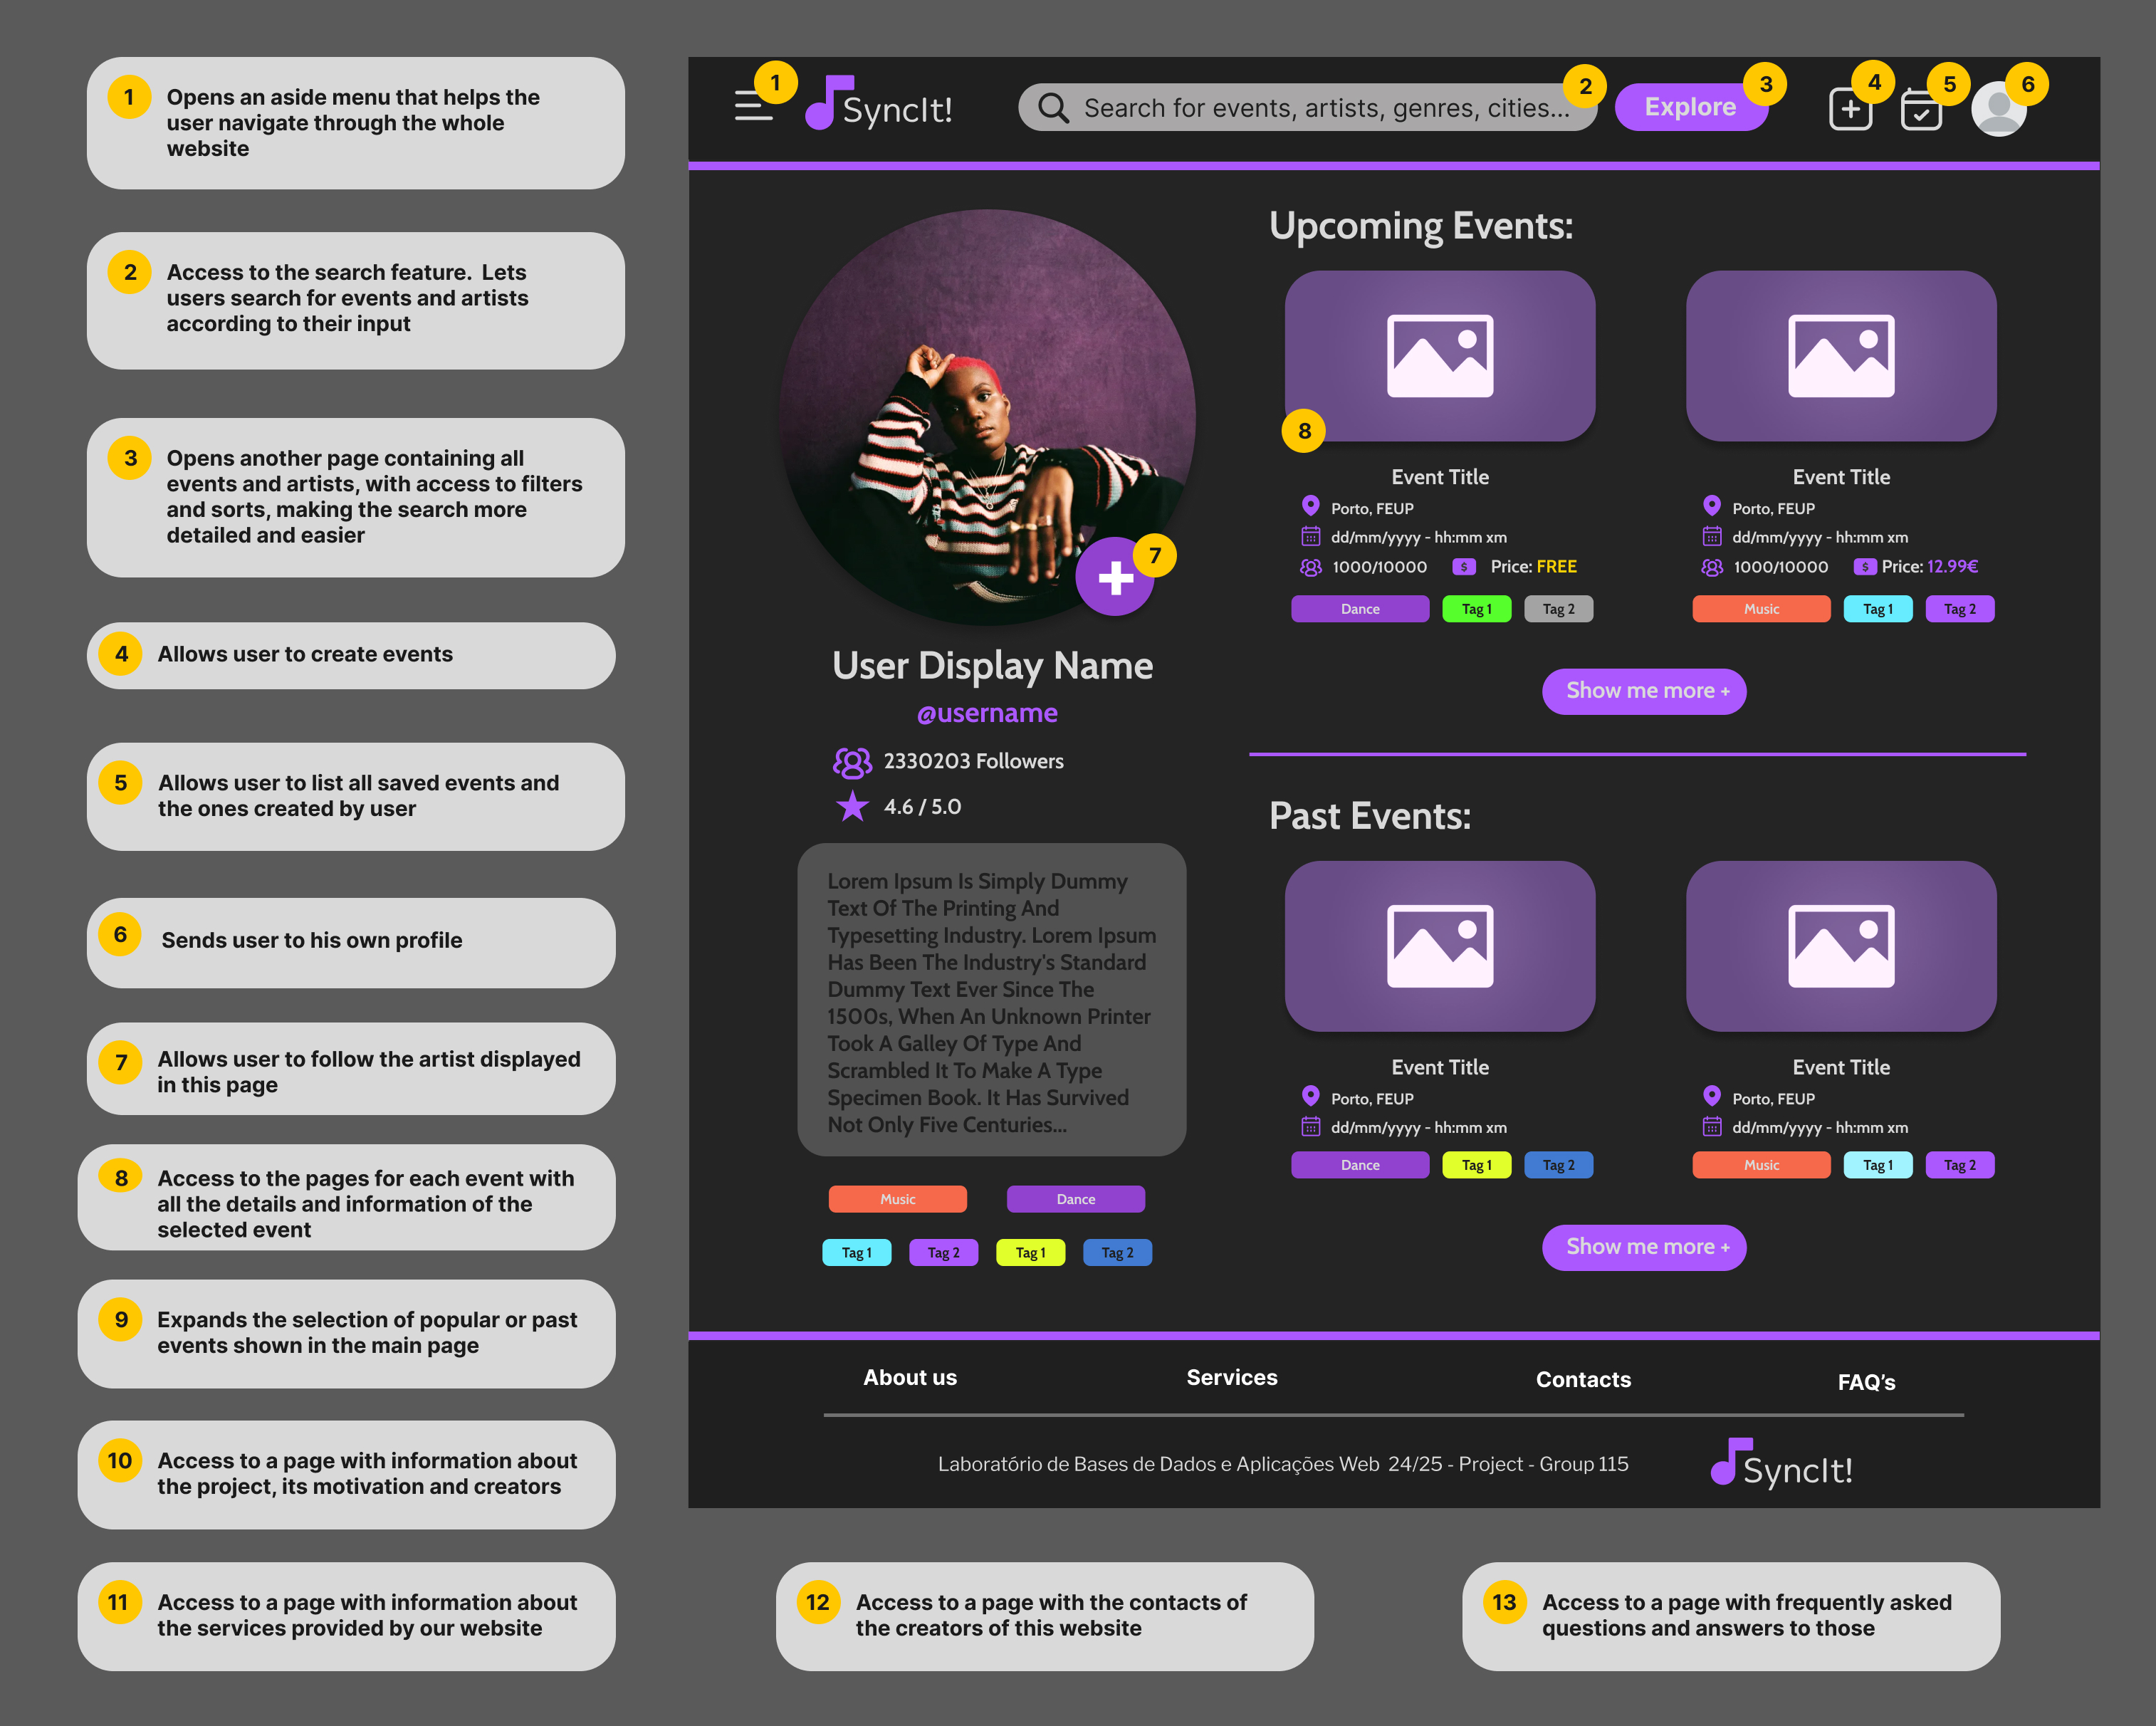 1
Opens an aside menu that helps the
user navigate through the whole
website
2
Access to the search feature.  Lets
users search for events and artists
according to their input
3
Opens another page containing all
events and artists, with access to filters
and sorts, making the search more
detailed and easier
4
Allows user to create events
5
Allows user to list all saved events and
the ones created by user
6
Sends user to his own profile
7
Allows user to follow the artist displayed
in this page
8
Access to the pages for each event with
all the details and information of the
selected event
9
Expands the selection of popular or past
events shown in the main page
10
Access to a page with information about
the project, its motivation and creators
11
Access to a page with information about
the services provided by our website
1
SyncIt!
Search for events, artists, genres, cities...
2
Explore
3
4
5
6
7
User Display Name
@username
2330203 Followers
4.6 / 5.0
Lorem Ipsum Is Simply Dummy
Text Of The Printing And
Typesetting Industry. Lorem Ipsum
Has Been The Industry's Standard
Dummy Text Ever Since The
1500s, When An Unknown Printer
Took A Galley Of Type And
Scrambled It To Make A Type
Specimen Book. It Has Survived
Not Only Five Centuries...
Music Dance
Tag 1 Tag 2 Tag 1 Tag 2
Upcoming Events:
8
Event Title
Porto, FEUP
dd/mm/yyyy - hh:mm xm
1000/10000 $ Price: FREE
Dance Tag 1 Tag 2
Event Title
Porto, FEUP
dd/mm/yyyy - hh:mm xm
1000/10000 $ Price: 12.99€
Music Tag 1 Tag 2
Show me more +
Past Events:
Event Title
Porto, FEUP
dd/mm/yyyy - hh:mm xm
Dance Tag 1 Tag 2
Event Title
Porto, FEUP
dd/mm/yyyy - hh:mm xm
Music Tag 1 Tag 2
Show me more +
About us Services Contacts FAQ's
Laboratório de Bases de Dados e Aplicações Web  24/25 - Project - Group 115
SyncIt!
12
Access to a page with the contacts of
the creators of this website
13
Access to a page with frequently asked
questions and answers to those